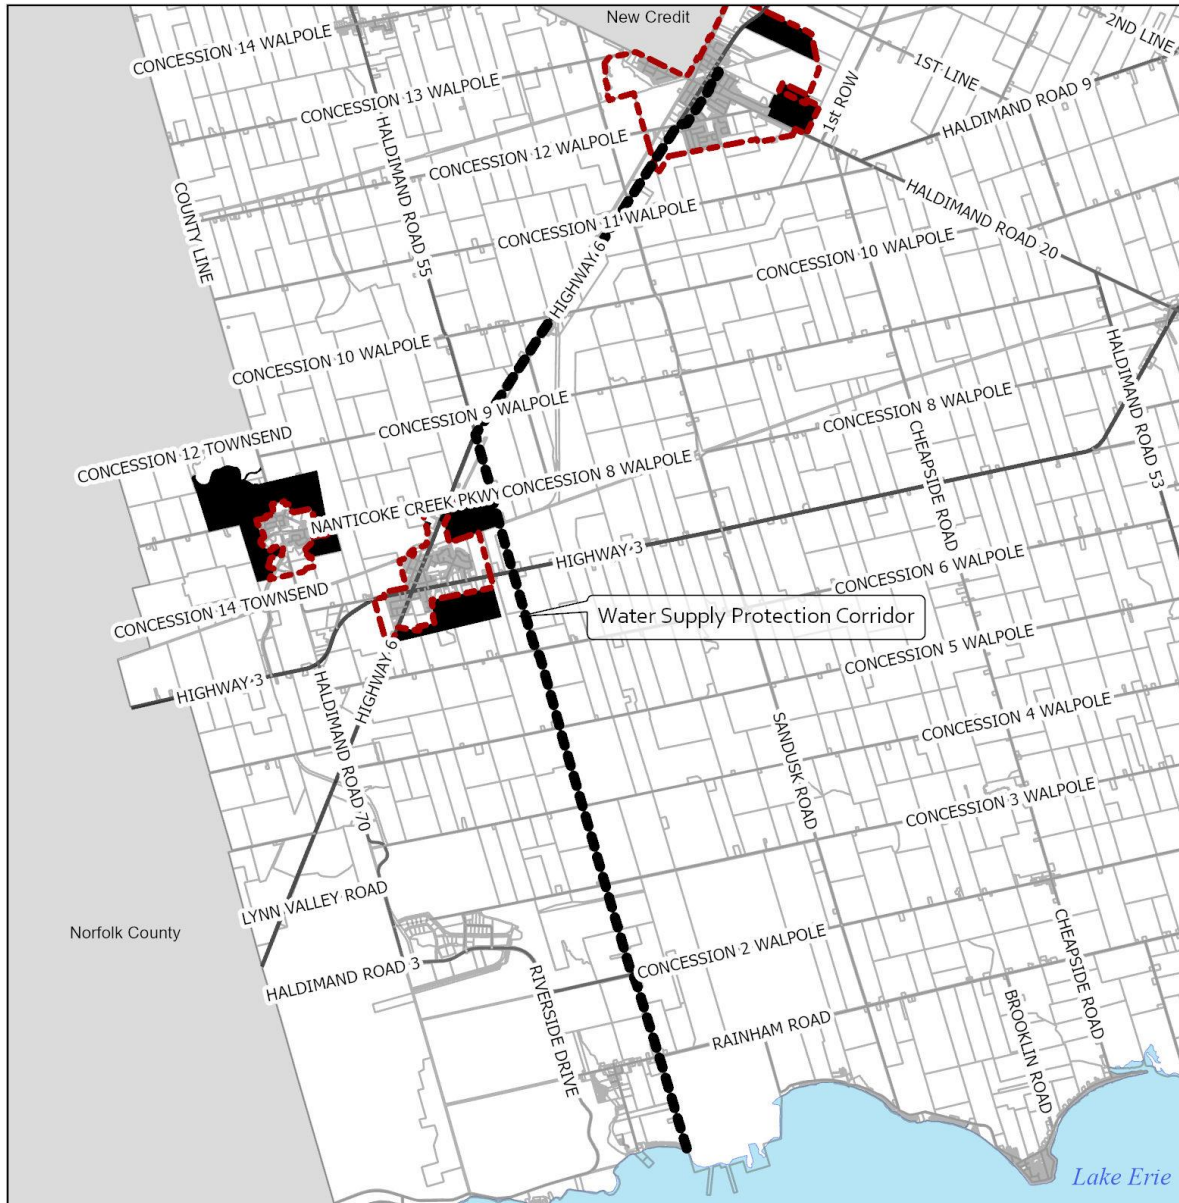 New Credit
2ND LINE
CONCESSION 14 WALPOLE
1ST LINE
CONCESSION 13 WALPOLE
HALDIMAND ROAD 9
1st ROW
CONCESSION 12 WALPOLE
HALDIMAND ROAD 55
COUNTY LINE
HALDIMAND ROAD 20
CONCESSION 11 WALPOLE
CONCESSION 10 WALPOLE
HIGHWAY 6
CONCESSION 10 WALPOLE
HALDIMAND ROAD 53
CONCESSION 9 WALPOLE
CONCESSION 8 WALPOLE
CONCESSION 12 TOWNSEND
CHEAPSIDE ROAD
CONCESSION 8 WALPOLE
NANTICOKE CREEK PKWY
HIGHWAY 3
CONCESSION 6 WALPOLE
CONCESSION 14 TOWNSEND
Water Supply Protection Corridor
CONCESSION 5 WALPOLE
HIGHWAY 3
HIGHWAY 6
HALDIMAND ROAD 70
CONCESSION 4 WALPOLE
SANDUSK ROAD
CONCESSION 3 WALPOLE
LYNN VALLEY ROAD
Norfolk County
CONCESSION 2 WALPOLE
CHEAPSIDE ROAD
HALDIMAND ROAD 3
RIVERSIDE DRIVE
RAINHAM ROAD
BROOKLIN ROAD
Lake Erie